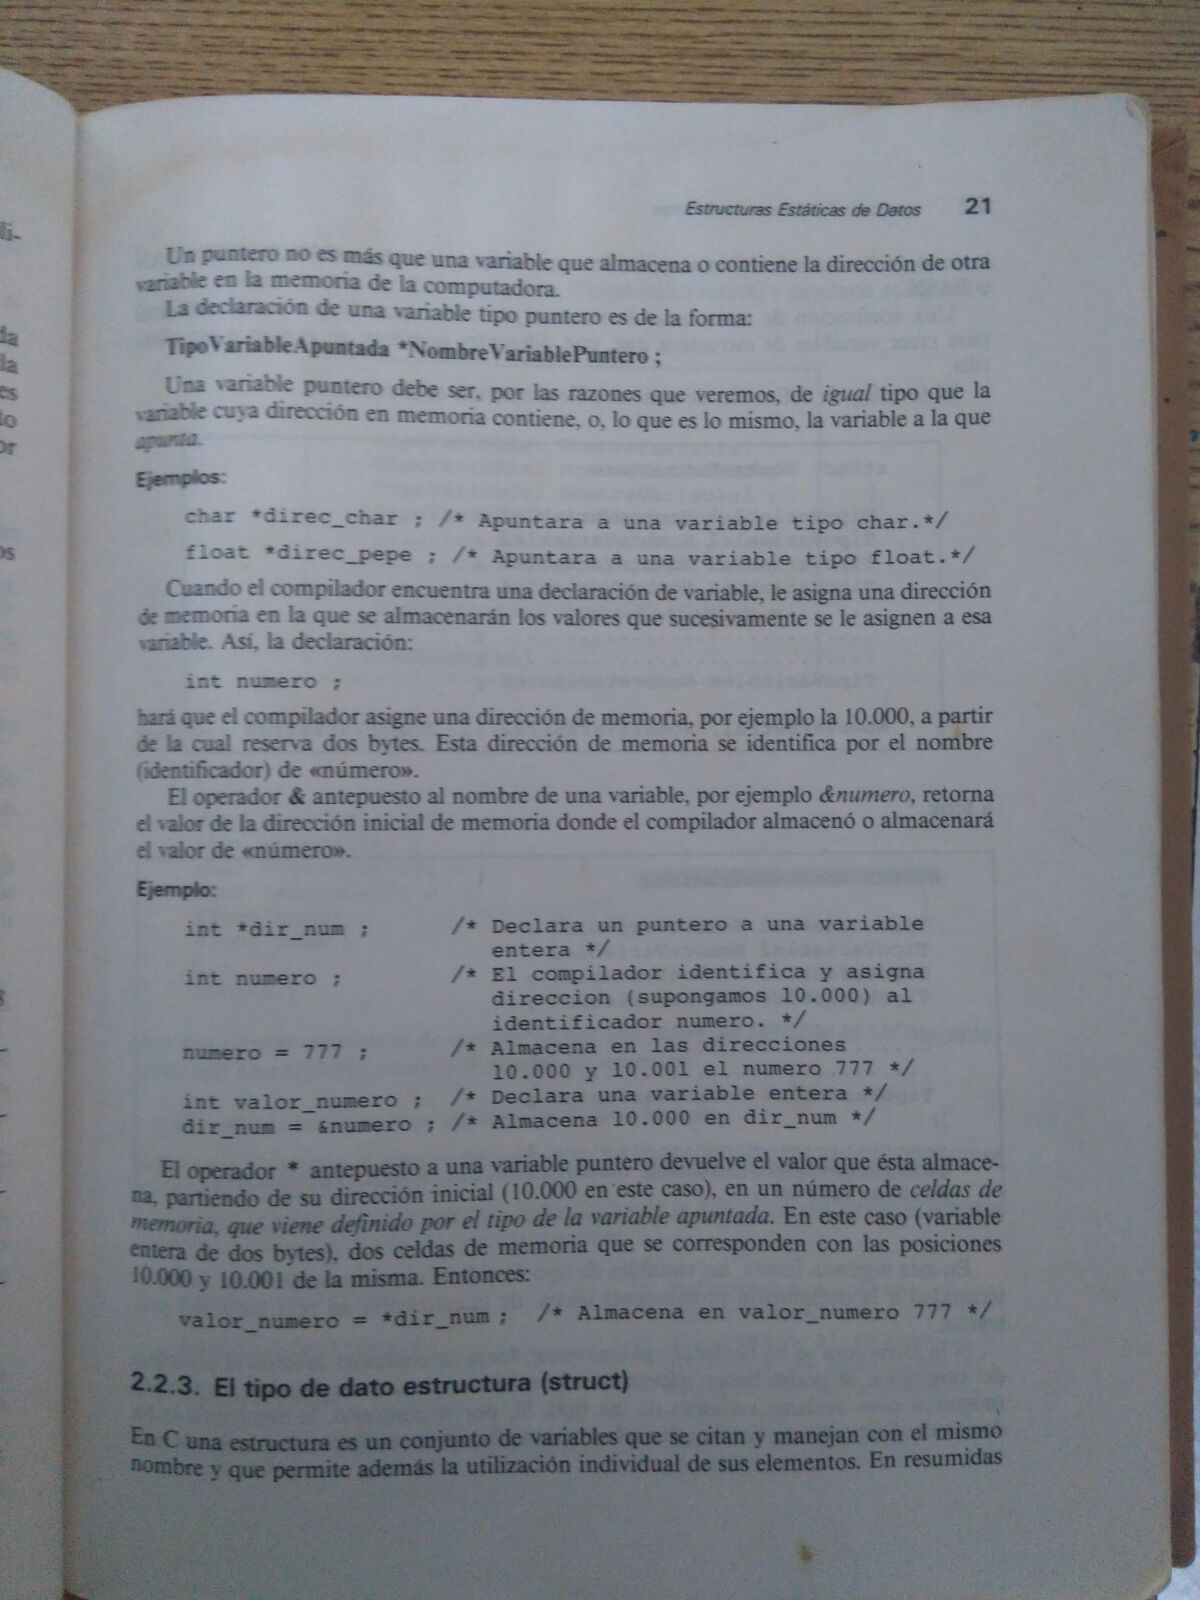 Estructuras Estáticas de Datos 21
Un puntero no es más que una variable que almacena o contiene la dirección de otra
variable en la memoria de la computadora.
La declaración de una variable tipo puntero es de la forma:
TipoVariableApuntada *NombreVariablePuntero ;
Una variable puntero debe ser, por las razones que veremos, de igual tipo que la
variable cuya dirección en memoria contiene, o, lo que es lo mismo, la variable a la que
apunta.
Ejemplos:
char *direc_char ; /* Apuntara a una variable tipo char.*/
float *direc_pepe ; /* Apuntara a una variable tipo float.*/
Cuando el compilador encuentra una declaración de variable, le asigna una dirección
de memoria en la que se almacenarán los valores que sucesivamente se le asignen a esa
variable. Así, la declaración:
int numero ;
hará que el compilador asigne una dirección de memoria, por ejemplo la 10.000, a partir
de la cual reserva dos bytes. Esta dirección de memoria se identifica por el nombre
(identificador) de «número».
El operador & antepuesto al nombre de una variable, por ejemplo &numero, retorna
el valor de la dirección inicial de memoria donde el compilador almacenó o almacenará
el valor de «número».
Ejemplo:
int *dir_num ; /* Declara un puntero a una variable
entera */
int numero ; /* El compilador identifica y asigna
direccion (supongamos 10.000) al
identificador numero. */
numero = 777 ; /* Almacena en las direcciones
10.000 y 10.001 el numero 777 */
int valor_numero ; /* Declara una variable entera */
dir_num = &numero ; /* Almacena 10.000 en dir_num */
El operador * antepuesto a una variable puntero devuelve el valor que ésta almace-
na, partiendo de su dirección inicial (10.000 en este caso), en un número de celdas de
memoria, que viene definido por el tipo de la variable apuntada. En este caso (variable
entera de dos bytes), dos celdas de memoria que se corresponden con las posiciones
10.000 y 10.001 de la misma. Entonces:
valor_numero = *dir_num ; /* Almacena en valor_numero 777 */
2.2.3. El tipo de dato estructura (struct)
En C una estructura es un conjunto de variables que se citan y manejan con el mismo
nombre y que permite además la utilización individual de sus elementos. En resumidas